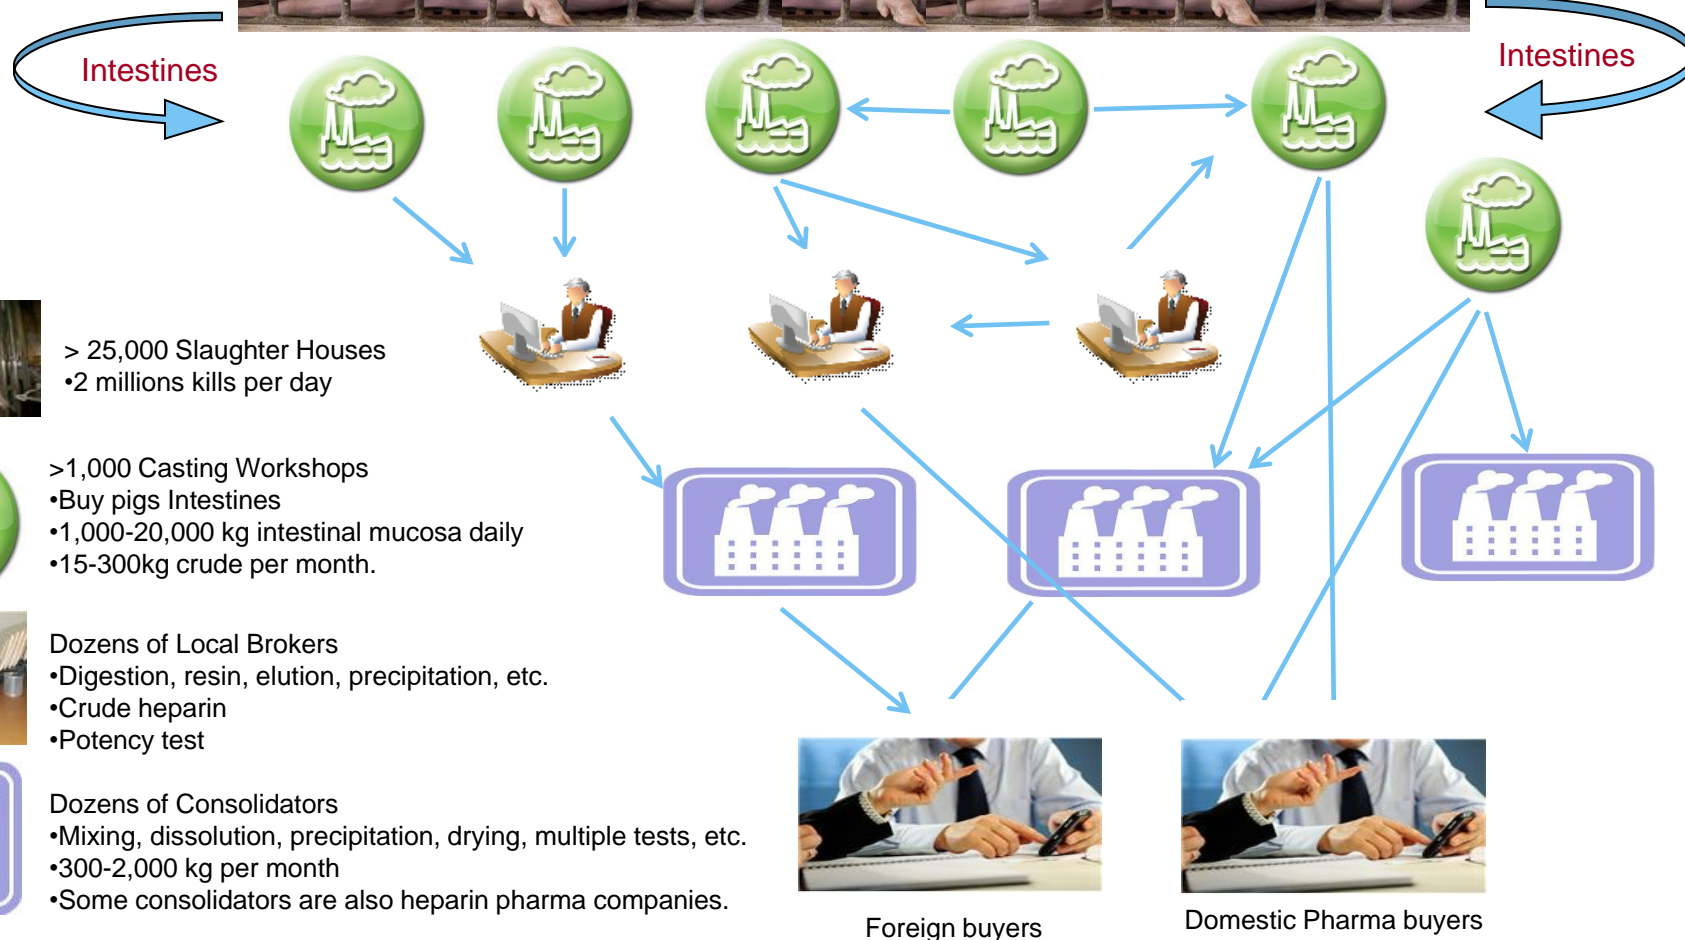 Intestines
Intestines
> 25,000 Slaughter Houses
•2 millions kills per day
>1,000 Casting Workshops
•Buy pigs Intestines
•1,000-20,000 kg intestinal mucosa daily
•15-300kg crude per month.
Dozens of Local Brokers
•Digestion, resin, elution, precipitation, etc.
•Crude heparin
•Potency test
Dozens of Consolidators
•Mixing, dissolution, precipitation, drying, multiple tests, etc.
•300-2,000 kg per month
•Some consolidators are also heparin pharma companies.
Foreign buyers
Domestic Pharma buyers